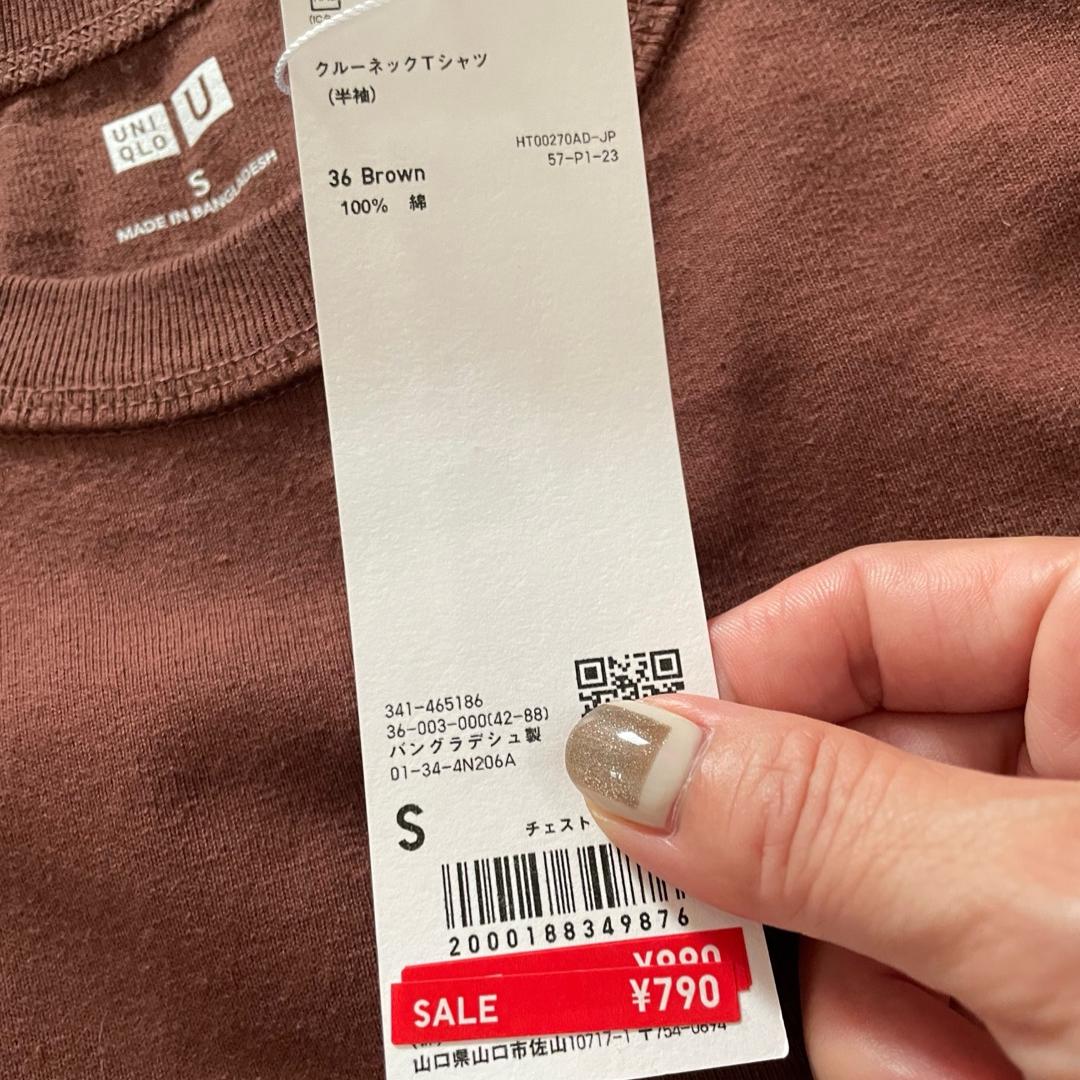 UNI
QLO
U
S
MADE IN BANGLADESH
クルーネックTシャツ
(半袖)
HT00270AD-JP
57-P1-23
36 Brown
100% 綿
341-465186
36-003-000(42-88)
バングラデシュ製
01-34-4N206A
S
チェスト
2000188349876
¥990
SALE ¥790
山口県山口市佐山10717-1 〒754-0894